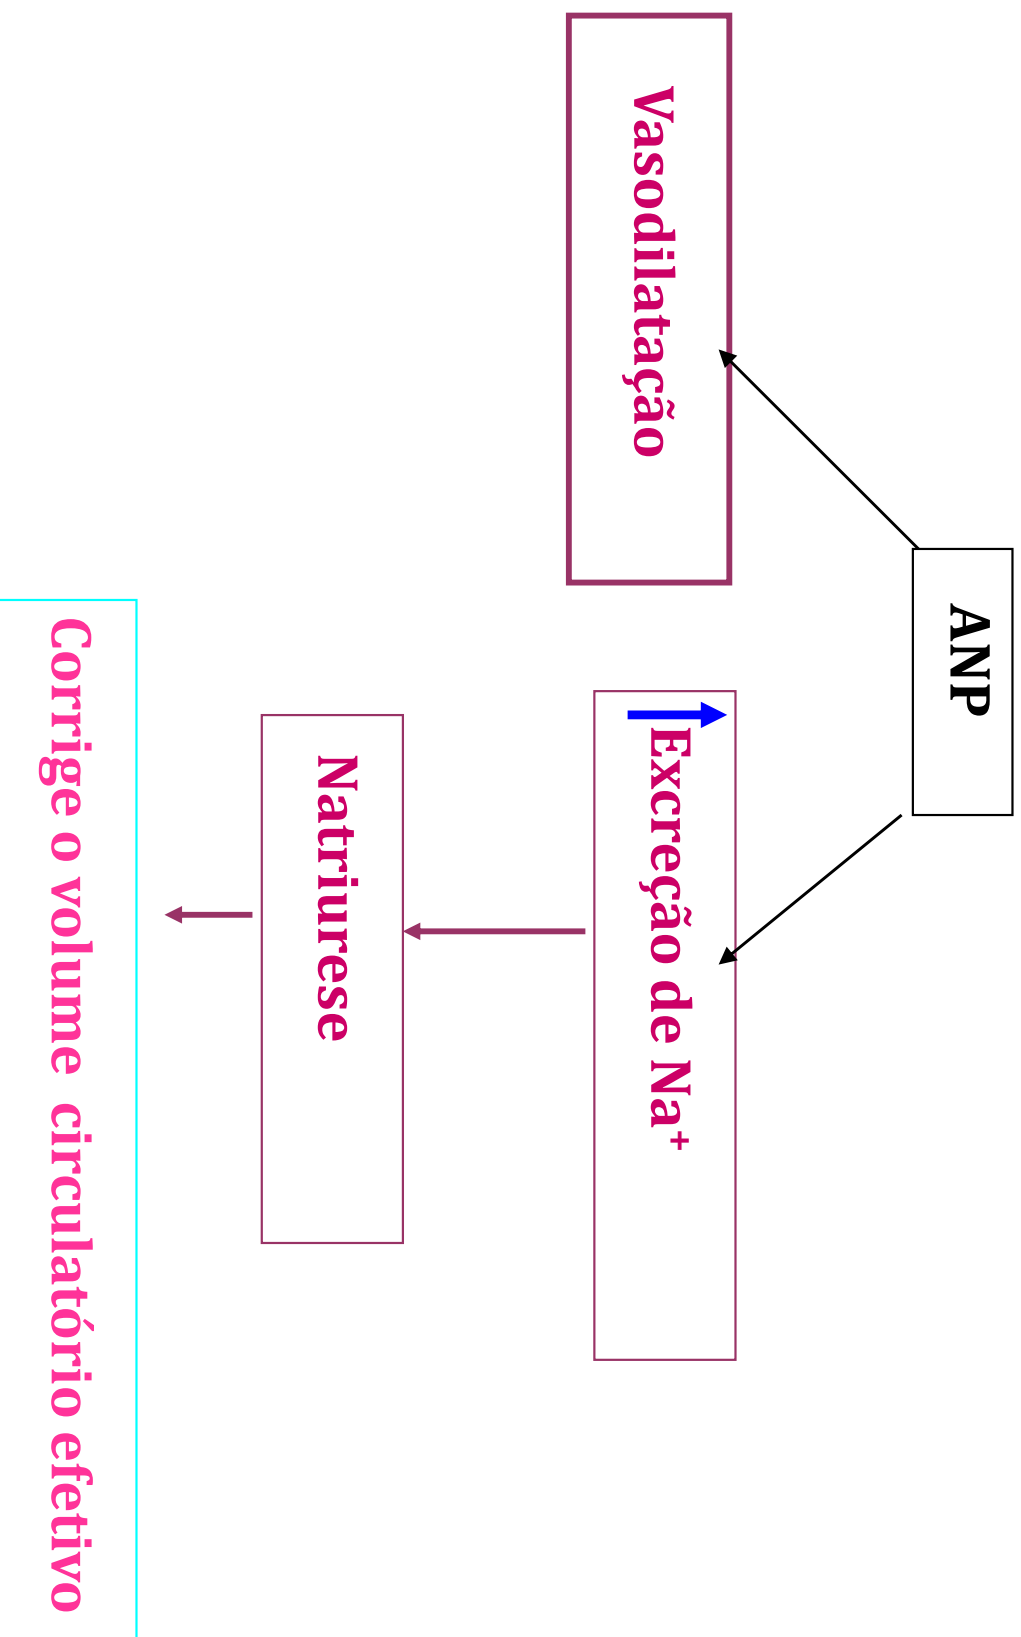 ANP
Vasodilatação
Excreção de Na⁺
Natriurese
Corrige o volume circulatório efetivo